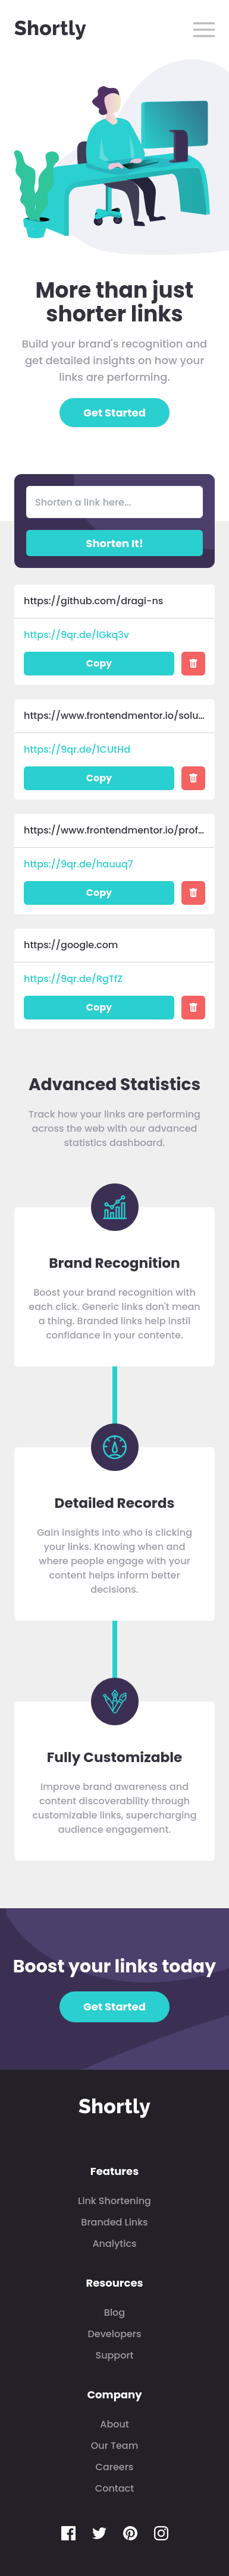 Shortly
More than just
shorter links
Build your brand's recognition and
get detailed insights on how your
links are performing.
Get Started
Shorten a link here...
Shorten It!
https://github.com/dragi-ns
https://9qr.de/lGkq3v
Copy
https://www.frontendmentor.io/solu...
https://9qr.de/1CUtHd
Copy
https://www.frontendmentor.io/prof...
https://9qr.de/hauuq7
Copy
https://google.com
https://9qr.de/RgTfZ
Copy
Advanced Statistics
Track how your links are performing
across the web with our advanced
statistics dashboard.
Brand Recognition
Boost your brand recognition with
each click. Generic links don't mean
a thing. Branded links help instil
confidance in your contente.
Detailed Records
Gain insights into who is clicking
your links. Knowing when and
where people engage with your
content helps inform better
decisions.
Fully Customizable
Improve brand awareness and
content discoverability through
customizable links, supercharging
audience engagement.
Boost your links today
Get Started
Shortly
Features
Link Shortening
Branded Links
Analytics
Resources
Blog
Developers
Support
Company
About
Our Team
Careers
Contact